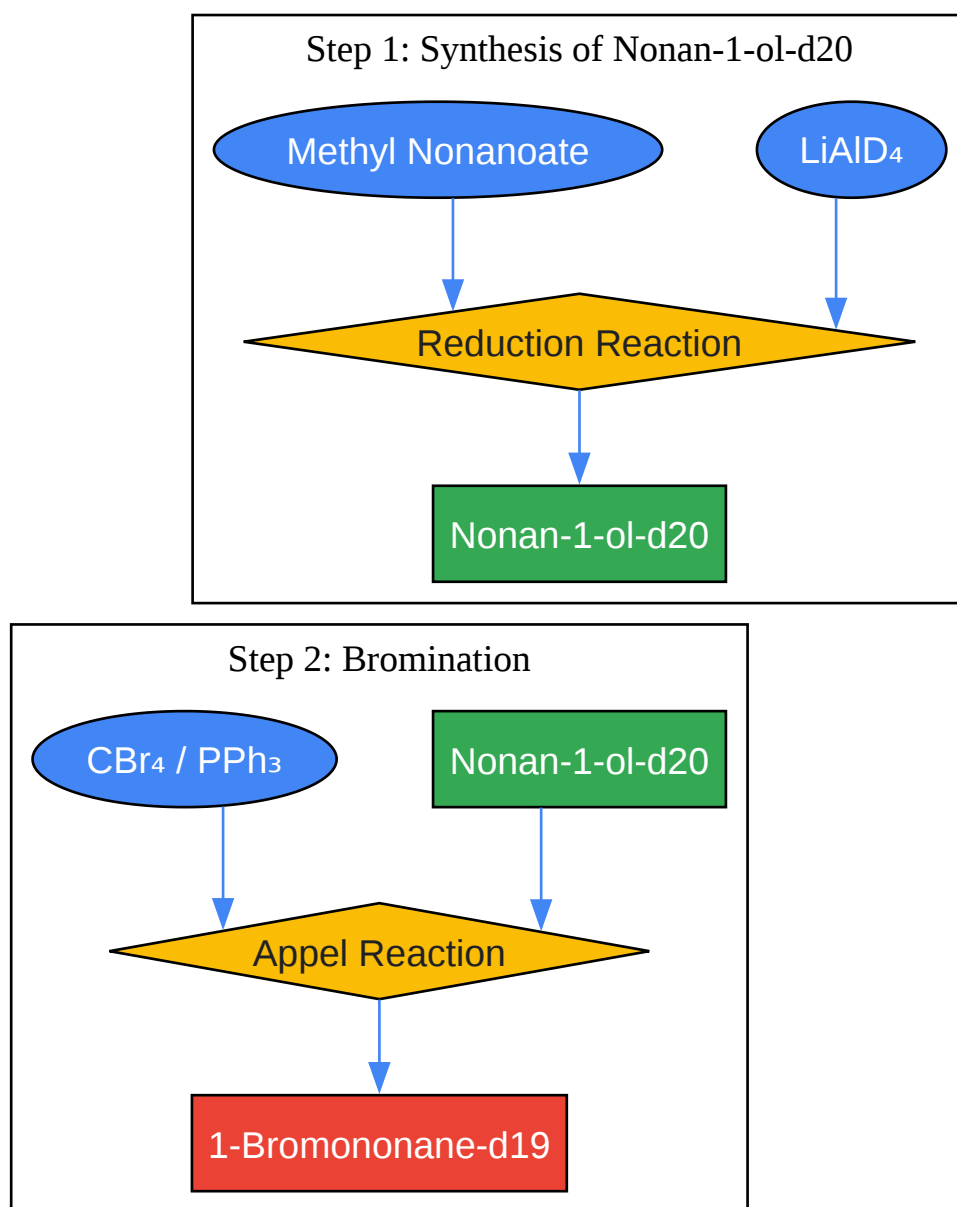 Step 1: Synthesis of Nonan-1-ol-d20
Methyl Nonanoate
LiAlD₄
Reduction Reaction
Nonan-1-ol-d20
Step 2: Bromination
CBr₄ / PPh₃
Nonan-1-ol-d20
Appel Reaction
1-Bromononane-d19